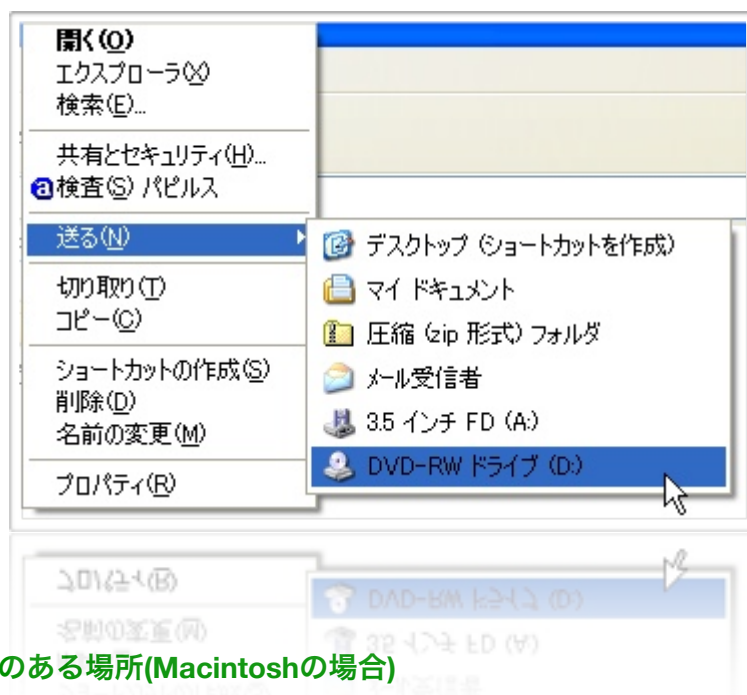 開く(O)
エクスプローラ(X)
検索(E)...
共有とセキュリティ(H)...
a検査(S) パピルス
送る(N)
デスクトップ (ショートカットを作成)
マイ ドキュメント
圧縮 (zip 形式) フォルダ
メール受信者
3.5 インチ FD (A:)
DVD-RW ドライブ (D:)
切り取り(T)
コピー(C)
ショートカットの作成(S)
削除(D)
名前の変更(M)
プロパティ(R)
のある場所(Macintoshの場合)